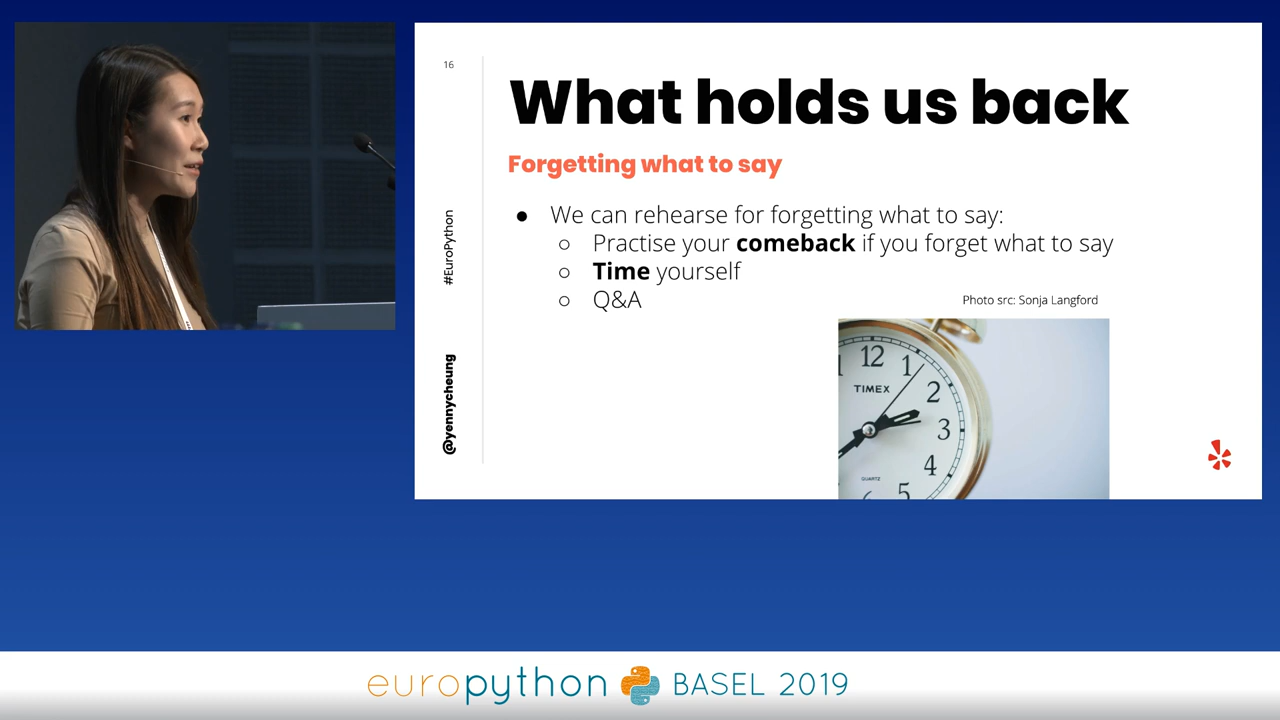 16
What holds us back
Forgetting what to say
● We can rehearse for forgetting what to say:
○ Practise your comeback if you forget what to say
○ Time yourself
○ Q&A
Photo src: Sonja Langford
12
1
2
3
4
5
TIMEX
QUARTZ
#EuroPython
@yennycheung
europython BASEL 2019